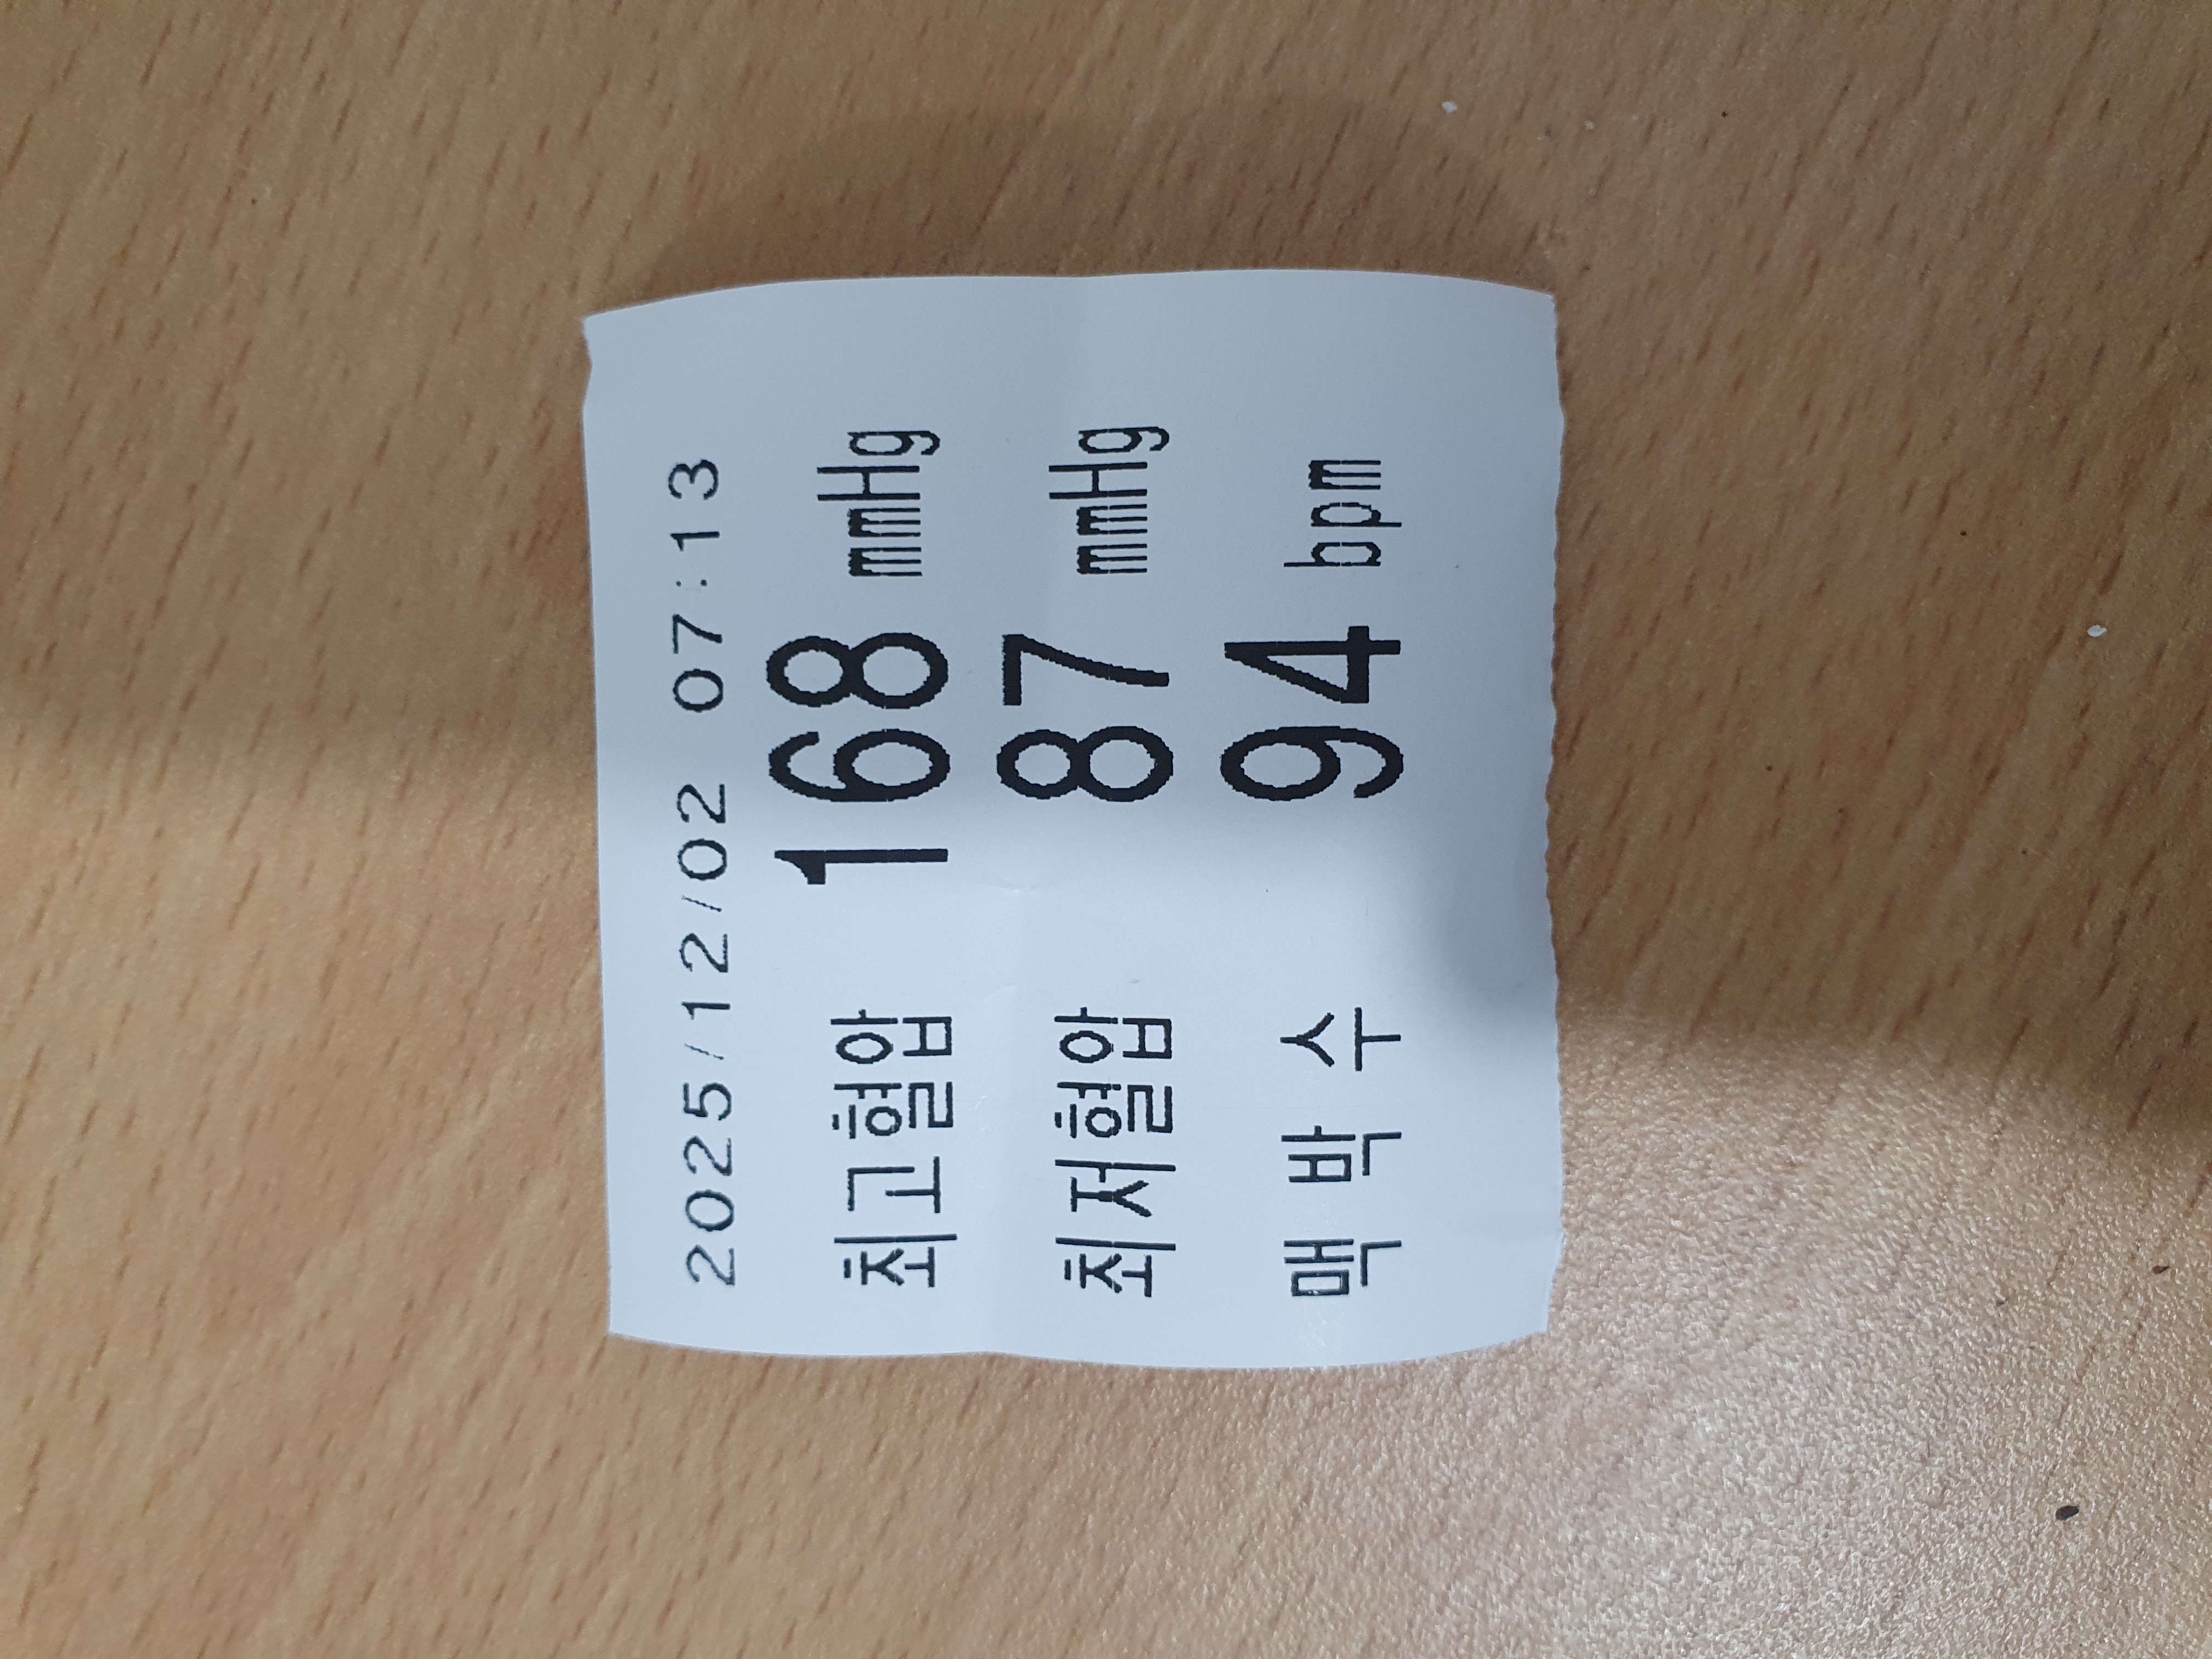 2025/12/02 07:13
최고혈압 168 mmHg
최저혈압 87 mmHg
맥박수 94 bpm